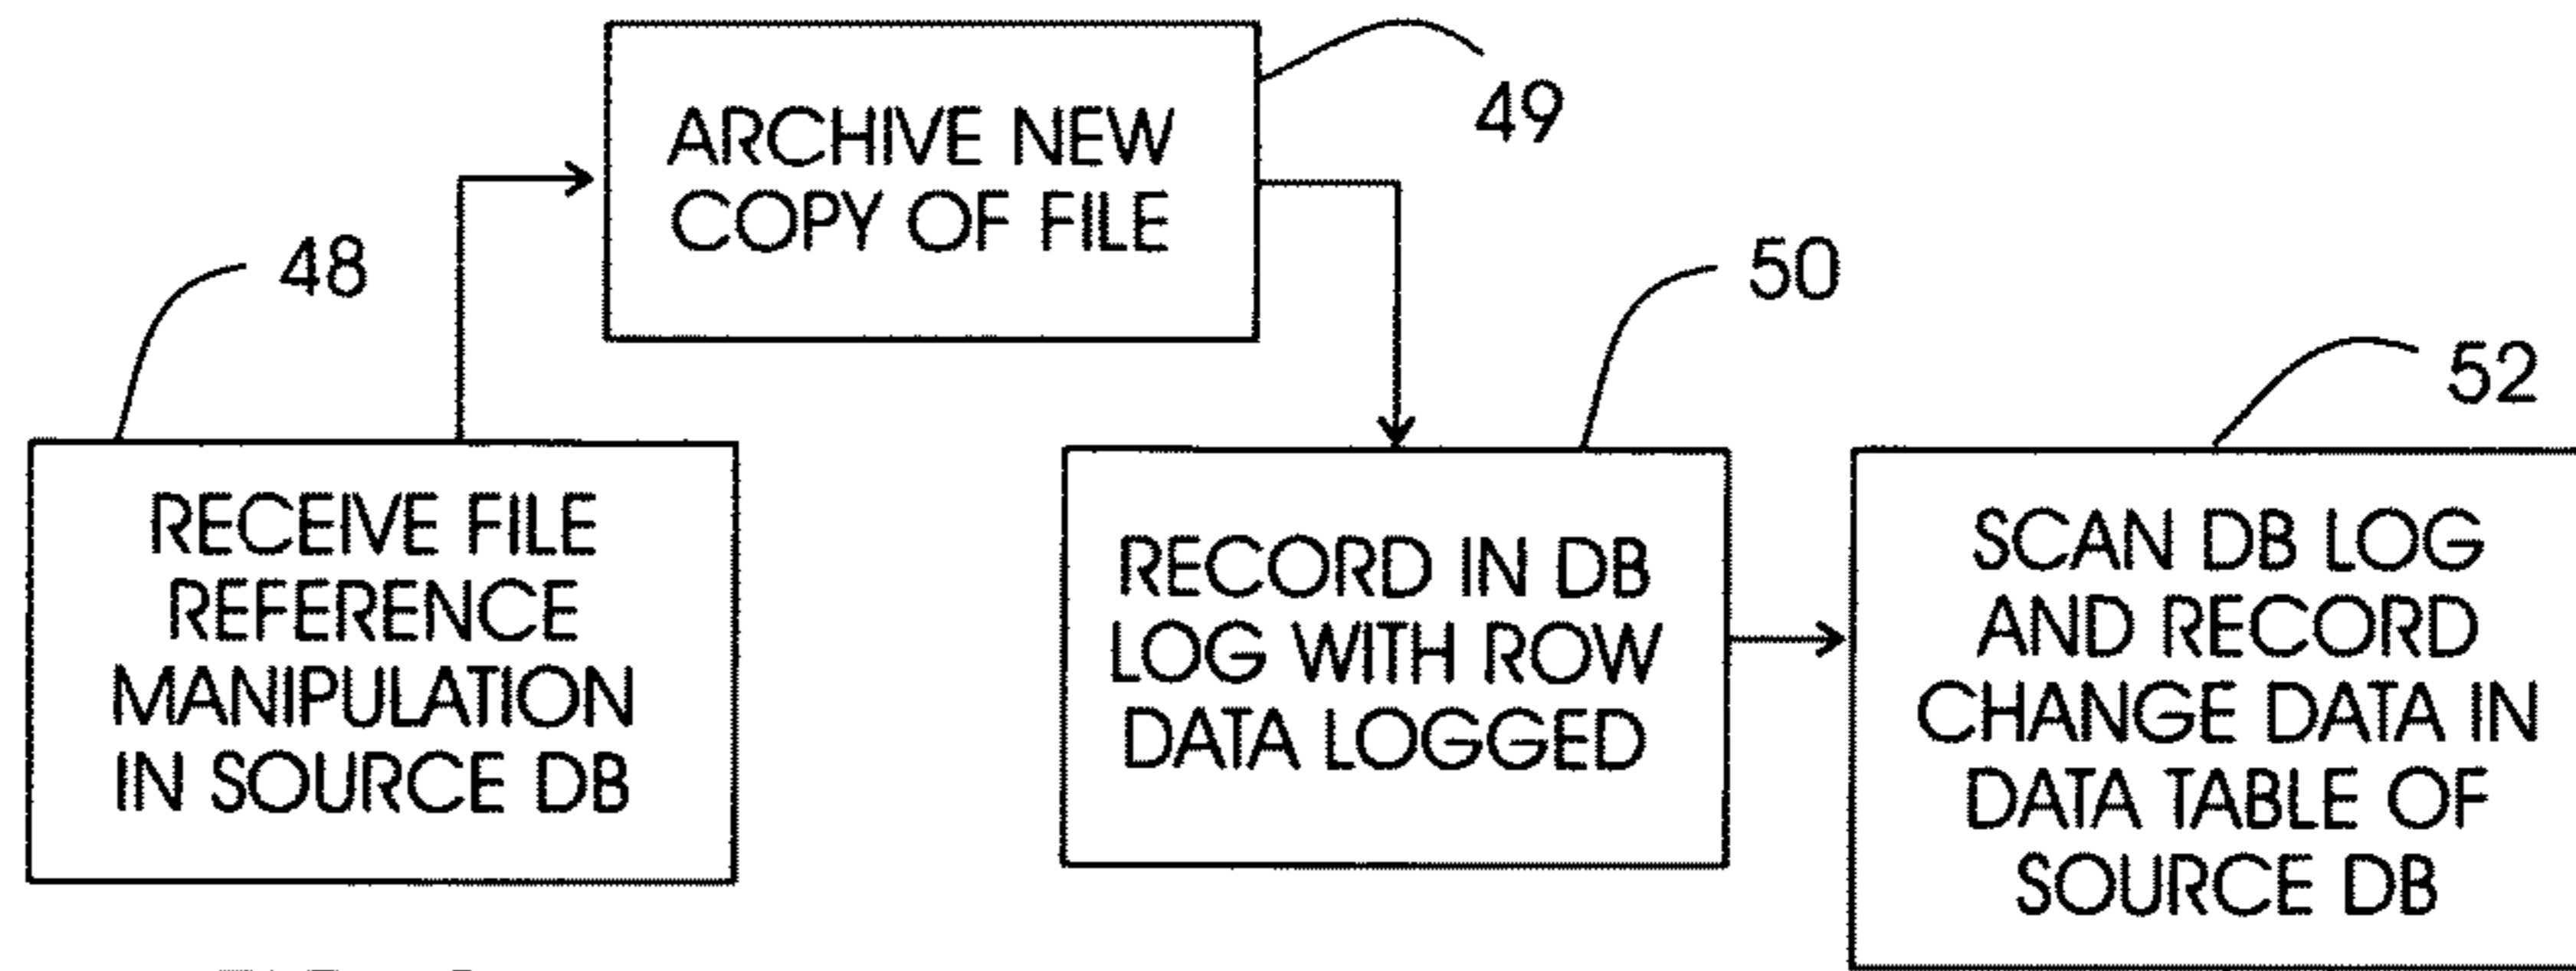 ARCHIVE NEW
COPY OF FILE
49
48
50
52
RECEIVE FILE
REFERENCE
MANIPULATION
IN SOURCE DB
RECORD IN DB
LOG WITH ROW
DATA LOGGED
SCAN DB LOG
AND RECORD
CHANGE DATA IN
DATA TABLE OF
SOURCE DB